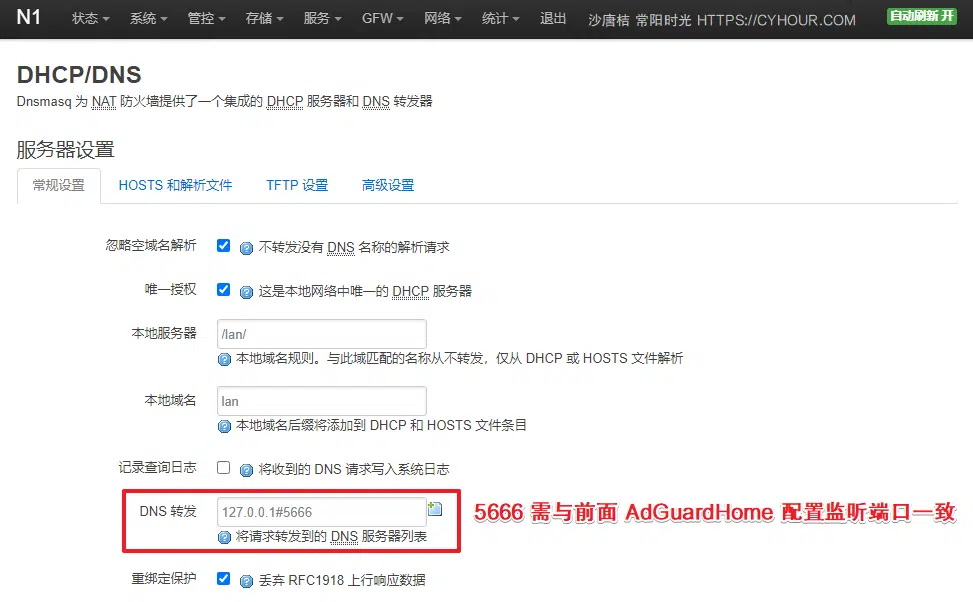 N1 状态 系统 管控 存储 服务 GFW 网络 统计 退出 沙唐桔 常阳时光 HTTPS://CYHOUR.COM 自动刷新 开
DHCP/DNS
Dnsmasq 为 NAT 防火墙提供了一个集成的 DHCP 服务器和 DNS 转发器
服务器设置
常规设置 HOSTS 和解析文件 TFTP 设置 高级设置
忽略空域名解析 不转发没有 DNS 名称的解析请求
唯一授权 这是本地网络中唯一的 DHCP 服务器
本地服务器 /lan/
本地域名规则。与此域匹配的名称从不转发，仅从 DHCP 或 HOSTS 文件解析
本地域名 lan
本地域名后缀将添加到 DHCP 和 HOSTS 文件条目
记录查询日志 将收到的 DNS 请求写入系统日志
DNS 转发 127.0.0.1#5666 5666 需与前面 AdGuardHome 配置监听端口一致
将请求转发到的 DNS 服务器列表
重绑定保护 丢弃 RFC1918 上行响应数据